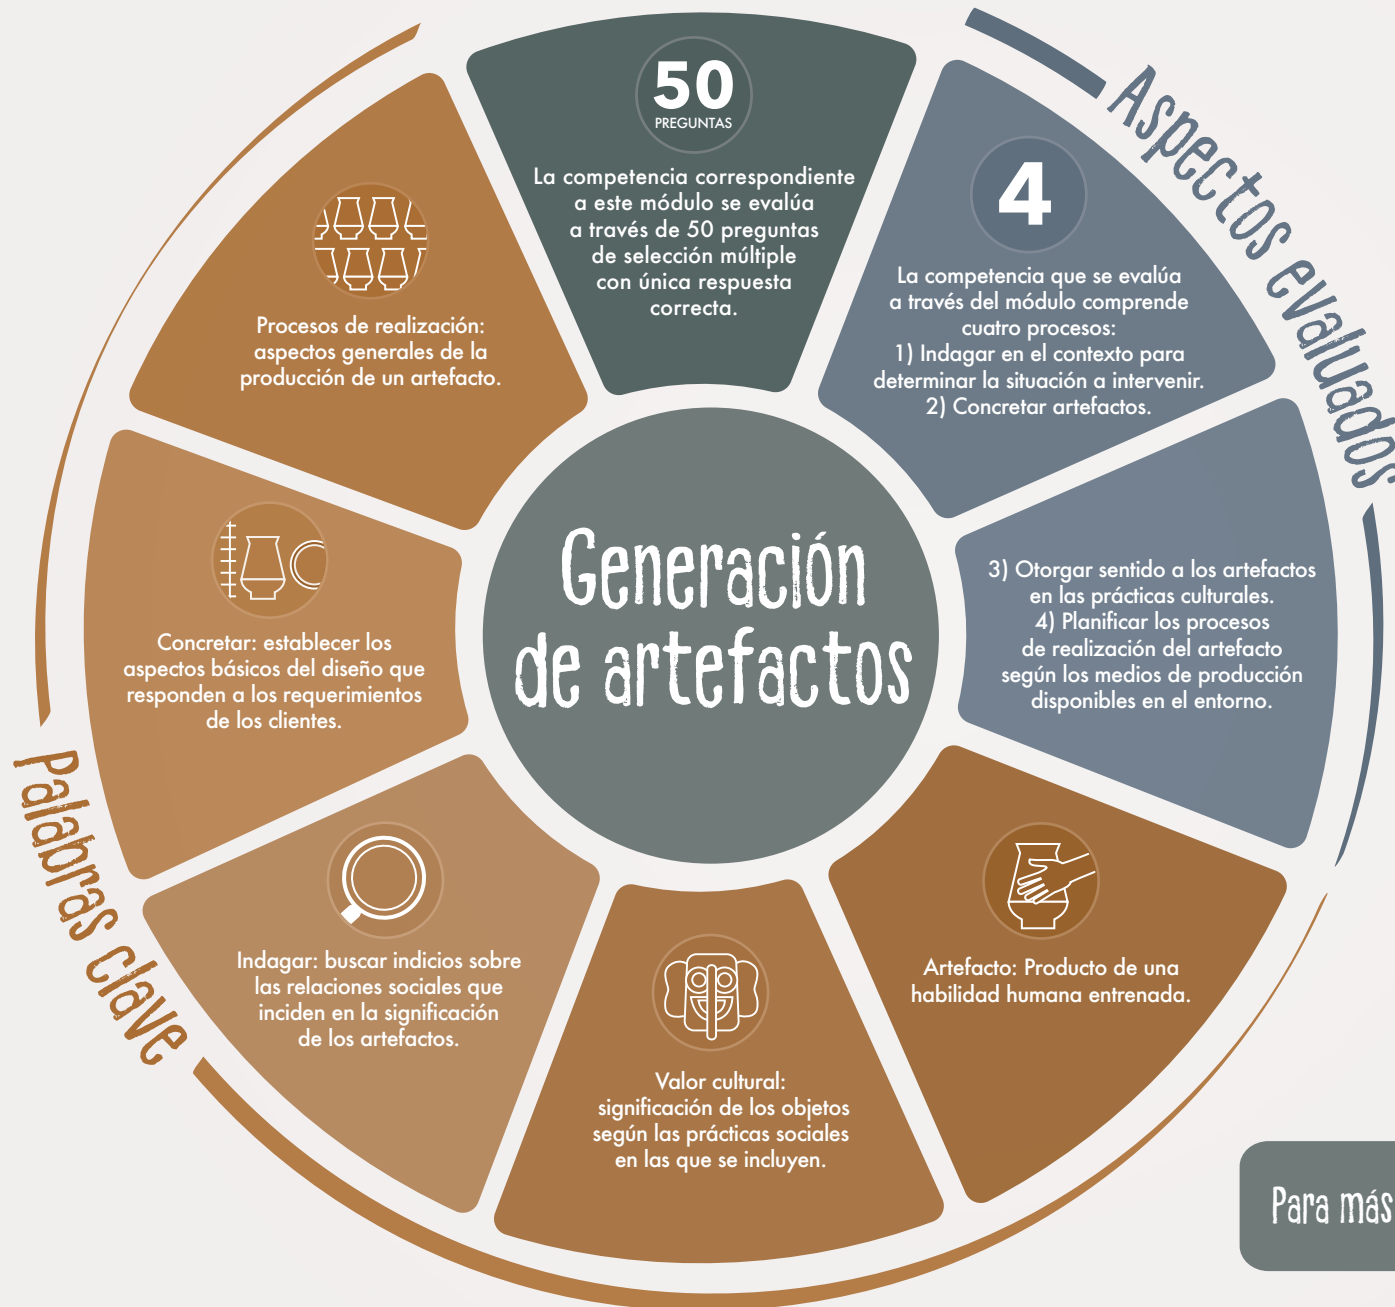 50
PREGUNTAS
La competencia correspondiente
a este módulo se evalúa
a través de 50 preguntas
de selección múltiple
con única respuesta
correcta.
Aspectos evaluados
4
La competencia que se evalúa
a través del módulo comprende
cuatro procesos:
1) Indagar en el contexto para
determinar la situación a intervenir.
2) Concretar artefactos.
3) Otorgar sentido a los artefactos
en las prácticas culturales.
4) Planificar los procesos
de realización del artefacto
según los medios de producción
disponibles en el entorno.
Artefacto: Producto de una
habilidad humana entrenada.
Valor cultural:
significación de los objetos
según las prácticas sociales
en las que se incluyen.
Indagar: buscar indicios sobre
las relaciones sociales que
inciden en la significación
de los artefactos.
Palabras clave
Concretar: establecer los
aspectos básicos del diseño que
responden a los requerimientos
de los clientes.
Procesos de realización:
aspectos generales de la
producción de un artefacto.
Generación
de artefactos
Para más